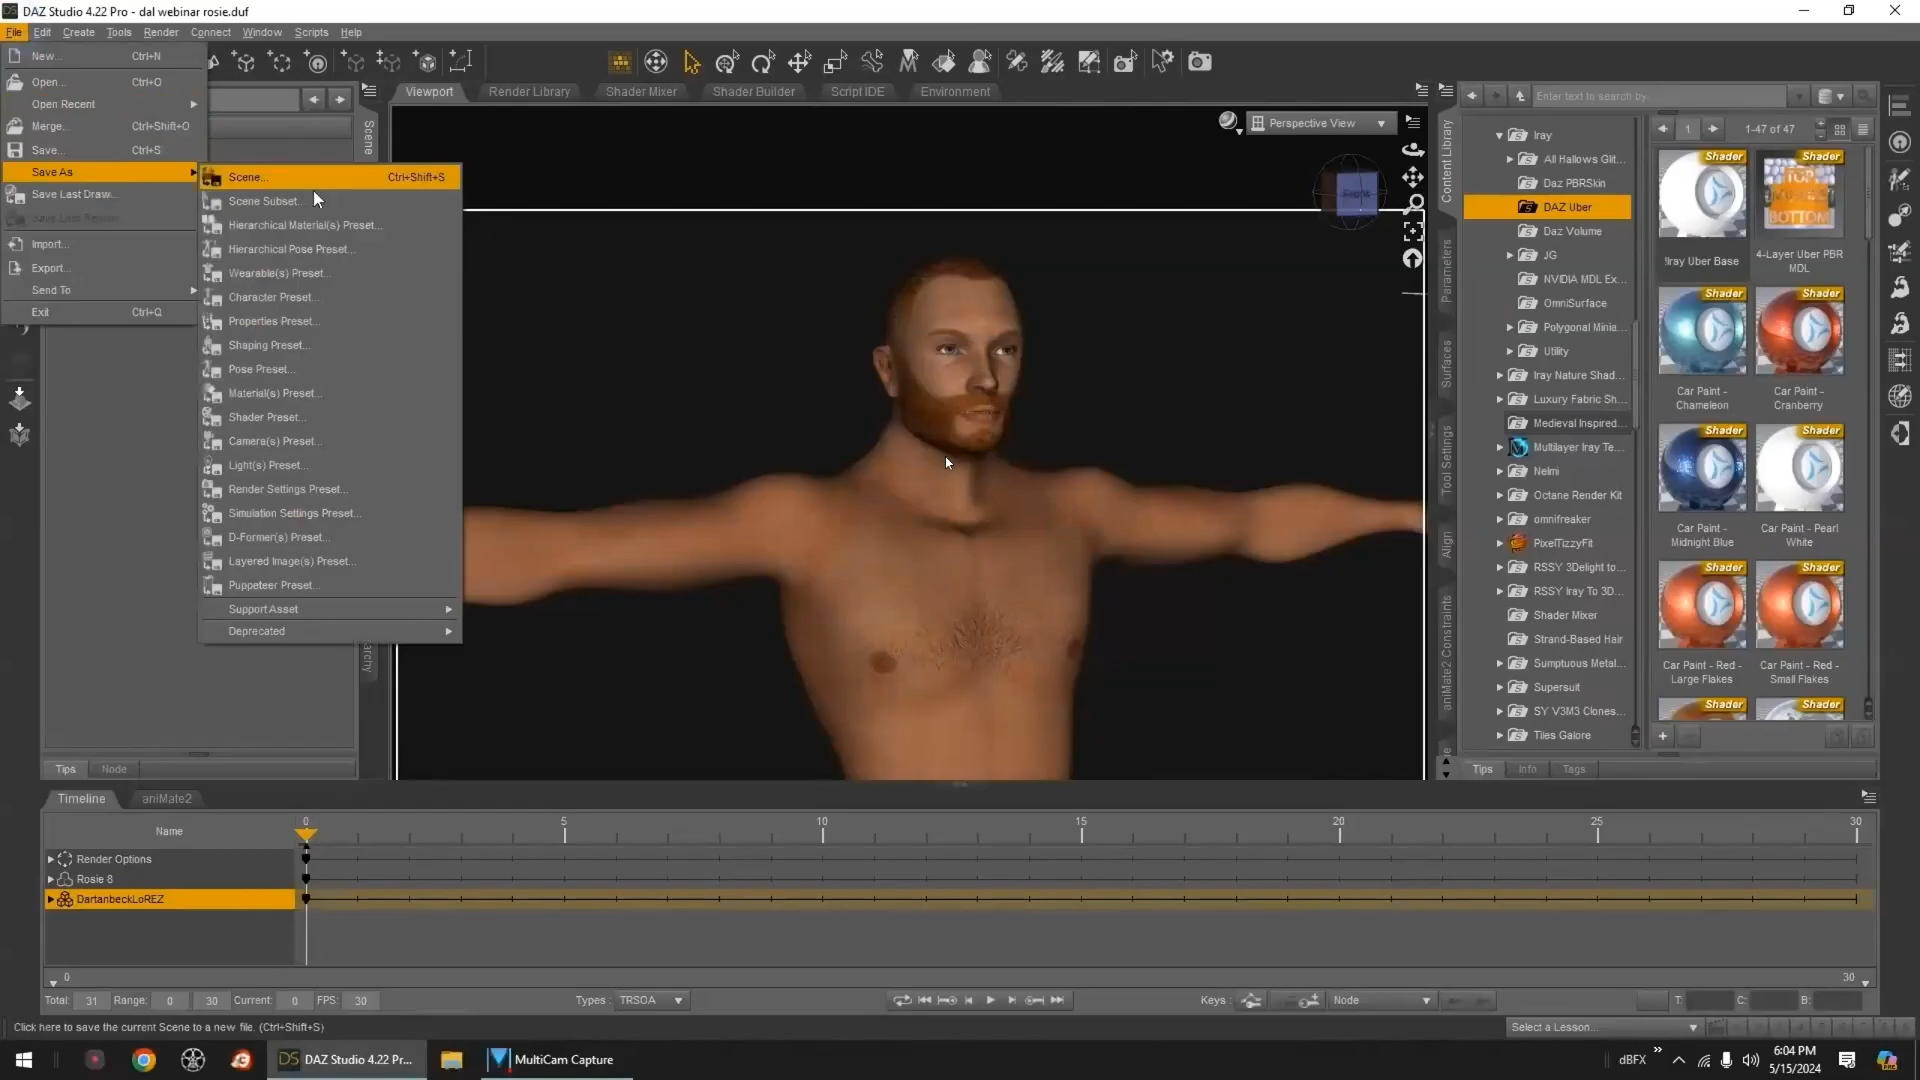 DAZ Studio 4.22 Pro - dal webinar rosie.duf
File Edit Create Tools Render Connect Window Scripts Help
New... Ctrl+N
Open... Ctrl+O
Open Recent
Merge... Ctrl+Shift+O
Save... Ctrl+S
Save As
Save Last Draw...
Save Last Render...
Import...
Export...
Send To
Exit Ctrl+Q
Scene... Ctrl+Shift+S
Scene Subset...
Hierarchical Material(s) Preset...
Hierarchical Pose Preset...
Wearable(s) Preset...
Character Preset...
Properties Preset...
Shaping Preset...
Pose Preset...
Material(s) Preset...
Shader Preset...
Camera(s) Preset...
Light(s) Preset...
Render Settings Preset...
Simulation Settings Preset...
D-Former(s) Preset...
Layered Image(s) Preset...
Puppeteer Preset...
Support Asset
Deprecated
Scene
Tips Node
Viewport Render Library Shader Mixer Shader Builder Script IDE Environment
Perspective View
Front
Content Library
Parameters
Surfaces
Tool Settings
Align
aniMate2 Constraints
Enter text to search by...
Iray
All Hallows Glit...
Daz PBRSkin
DAZ Uber
Daz Volume
JG
NVIDIA MDL Ex...
OmniSurface
Polygonal Minia...
Utility
Iray Nature Shad...
Luxury Fabric Sh...
Medieval Inspired...
Multilayer Iray Te...
Nelmi
Octane Render Kit
omnifreaker
PixelTizzyFit
RSSY 3Delight to...
RSSY Iray To 3D...
Shader Mixer
Strand-Based Hair
Sumptuous Metal...
Supersuit
SY V3M3 Clones...
Tiles Galore
1 1-47 of 47
Shader Shader
TOP
BOTTOM
!Iray Uber Base
4-Layer Uber PBR
MDL
Shader Shader
Car Paint -
Chameleon
Car Paint -
Cranberry
Shader Shader
Car Paint -
Midnight Blue
Car Paint - Pearl
White
Shader Shader
Car Paint - Red -
Large Flakes
Car Paint - Red -
Small Flakes
Shader Shader
Tips Info Tags
Timeline aniMate2
Name
0 5 10 15 20 25 30
Render Options
Rosie 8
DartanbeckLoREZ
0 30
Total: 31 Range: 0 30 Current: 0 FPS: 30 Types: TRSOA Keys: Node T: C: B:
Click here to save the current Scene to a new file. (Ctrl+Shift+S)
Select a Lesson...
DAZ Studio 4.22 Pr...
MultiCam Capture
dBFX
6:04 PM
5/15/2024